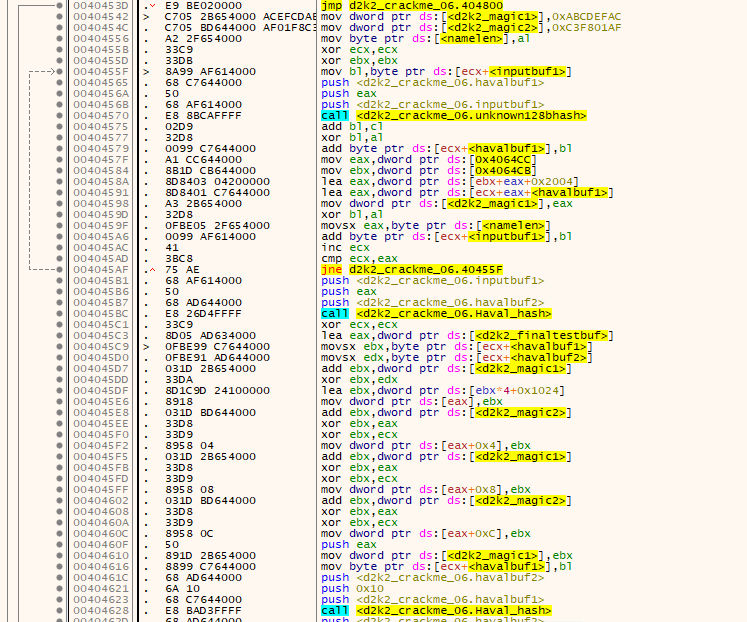 0040453D . E9 BE020000 jmp d2k2_crackme_06.404800
00404542 > C705 2B654000 ACEFCDAB mov dword ptr ds:[<d2k2_magic1>],0xABCDEFAC
0040454C . C705 BD644000 AF01F8C3 mov dword ptr ds:[<d2k2_magic2>],0xC3F801AF
00404556 . A2 2F654000 mov byte ptr ds:[<namelen>],al
0040455B . 33C9 xor ecx,ecx
0040455D . 33DB xor ebx,ebx
0040455F > 8A99 AF614000 mov bl,byte ptr ds:[ecx+<inputbuf1>]
00404565 . 68 C7644000 push <d2k2_crackme_06.havalbuf1>
0040456A . 50 push eax
0040456B . 68 AF614000 push <d2k2_crackme_06.inputbuf1>
00404570 . E8 8BCAFFFF call <d2k2_crackme_06.unknown128bhash>
00404575 . 02D9 add bl,cl
00404577 . 32D8 xor bl,al
00404579 . 0099 C7644000 add byte ptr ds:[ecx+<havalbuf1>],bl
0040457F . A1 CC644000 mov eax,dword ptr ds:[0x4064CC]
00404584 . 8B1D CB644000 mov ebx,dword ptr ds:[0x4064CB]
0040458A . 8D8403 04200000 lea eax,dword ptr ds:[ebx+eax+0x2004]
00404591 . 8D8401 C7644000 lea eax,dword ptr ds:[ecx+eax+<havalbuf1>]
00404598 . A3 2B654000 mov dword ptr ds:[<d2k2_magic1>],eax
0040459D . 32D8 xor bl,al
0040459F . 0FBE05 2F654000 movsx eax,byte ptr ds:[<namelen>]
004045A6 . 0099 AF614000 add byte ptr ds:[ecx+<inputbuf1>],bl
004045AC . 41 inc ecx
004045AD . 3BC8 cmp ecx,eax
004045AF .^ 75 AE jne d2k2_crackme_06.40455F
004045B1 . 68 AF614000 push <d2k2_crackme_06.inputbuf1>
004045B6 . 50 push eax
004045B7 . 68 AD644000 push <d2k2_crackme_06.havalbuf2>
004045BC . E8 26D4FFFF call <d2k2_crackme_06.Haval_hash>
004045C1 . 33C9 xor ecx,ecx
004045C3 . 8D05 AD634000 lea eax,dword ptr ds:[<d2k2_finaltestbuf>]
004045C9 > 0FBE99 C7644000 movsx ebx,byte ptr ds:[ecx+<havalbuf1>]
004045D0 . 0FBE91 AD644000 movsx edx,byte ptr ds:[ecx+<havalbuf2>]
004045D7 . 031D 2B654000 add ebx,dword ptr ds:[<d2k2_magic1>]
004045DD . 33DA xor ebx,edx
004045DF . 8D1C9D 24100000 lea ebx,dword ptr ds:[ebx*4+0x1024]
004045E6 . 8918 mov dword ptr ds:[eax],ebx
004045E8 . 031D BD644000 add ebx,dword ptr ds:[<d2k2_magic2>]
004045EE . 33D8 xor ebx,eax
004045F0 . 33D9 xor ebx,ecx
004045F2 . 8958 04 mov dword ptr ds:[eax+0x4],ebx
004045F5 . 031D 2B654000 add ebx,dword ptr ds:[<d2k2_magic1>]
004045FB . 33D8 xor ebx,eax
004045FD . 33D9 xor ebx,ecx
004045FF . 8958 08 mov dword ptr ds:[eax+0x8],ebx
00404602 . 031D BD644000 add ebx,dword ptr ds:[<d2k2_magic2>]
00404608 . 33D8 xor ebx,eax
0040460A . 33D9 xor ebx,ecx
0040460C . 8958 0C mov dword ptr ds:[eax+0xC],ebx
0040460F . 50 push eax
00404610 . 891D 2B654000 mov dword ptr ds:[<d2k2_magic1>],ebx
00404616 . 8899 C7644000 mov byte ptr ds:[ecx+<havalbuf1>],bl
0040461C . 68 AD644000 push <d2k2_crackme_06.havalbuf2>
00404621 . 6A 10 push 0x10
00404623 . 68 C7644000 push <d2k2_crackme_06.havalbuf1>
00404628 . E8 BAD3FFFF call <d2k2_crackme_06.Haval_hash>